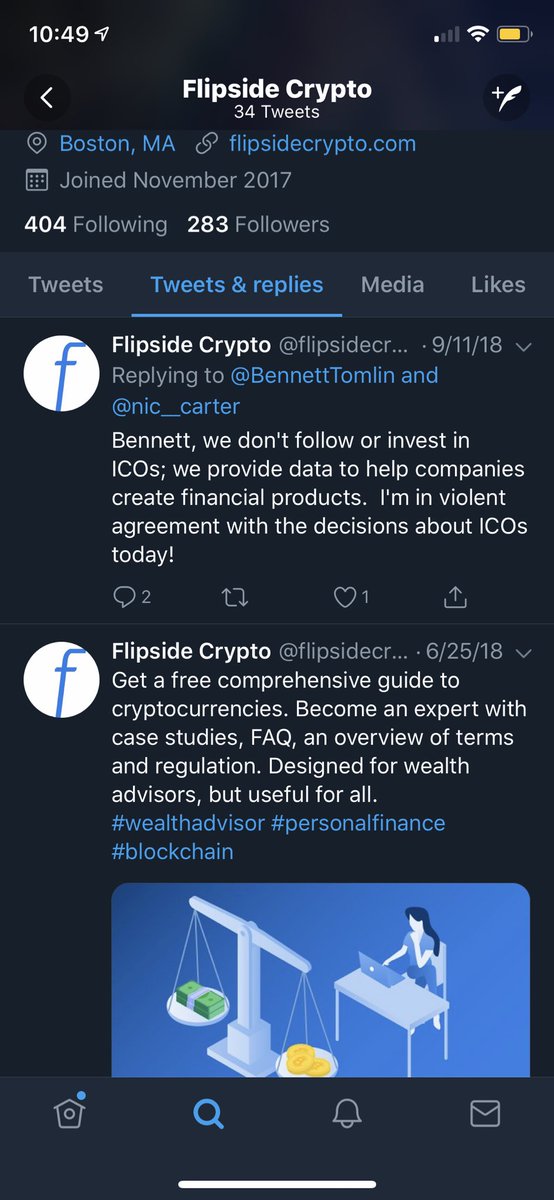 10:49
Flipside Crypto
34 Tweets
Boston, MA flipsidecrypto.com
Joined November 2017
404 Following 283 Followers
Tweets Tweets & replies Media Likes
Flipside Crypto @flipsidecr... · 9/11/18
Replying to @BennettTomlin and
@nic__carter
Bennett, we don't follow or invest in
ICOs; we provide data to help companies
create financial products.  I'm in violent
agreement with the decisions about ICOs
today!
2 1
Flipside Crypto @flipsidecr... · 6/25/18
Get a free comprehensive guide to
cryptocurrencies. Become an expert with
case studies, FAQ, an overview of terms
and regulation. Designed for wealth
advisors, but useful for all.
#wealthadvisor #personalfinance
#blockchain